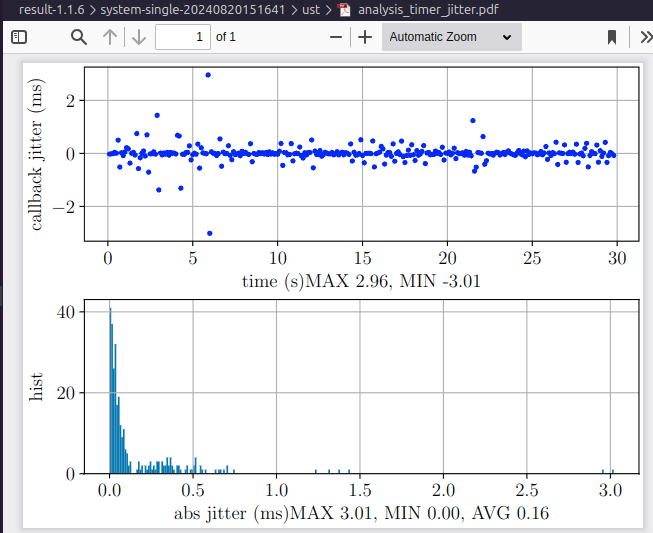 result-1.1.6 > system-single-20240820151641 > ust > analysis_timer_jitter.pdf
1 of 1 Automatic Zoom
callback jitter (ms)
2
0
−2
0 5 10 15 20 25 30
time (s)MAX 2.96, MIN -3.01
hist
40
20
0
0.0 0.5 1.0 1.5 2.0 2.5 3.0
abs jitter (ms)MAX 3.01, MIN 0.00, AVG 0.16